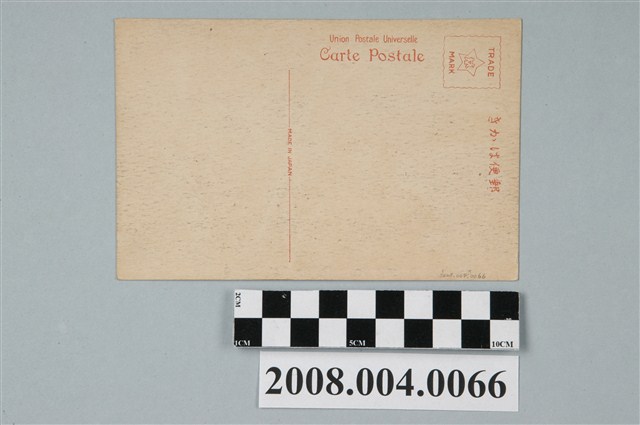 Union Postale Universelle
Carte Postale
TRADE
MARK
きかは便郵
MADE IN JAPAN
2CM
1CM
5CM
10CM
2008.004.0066